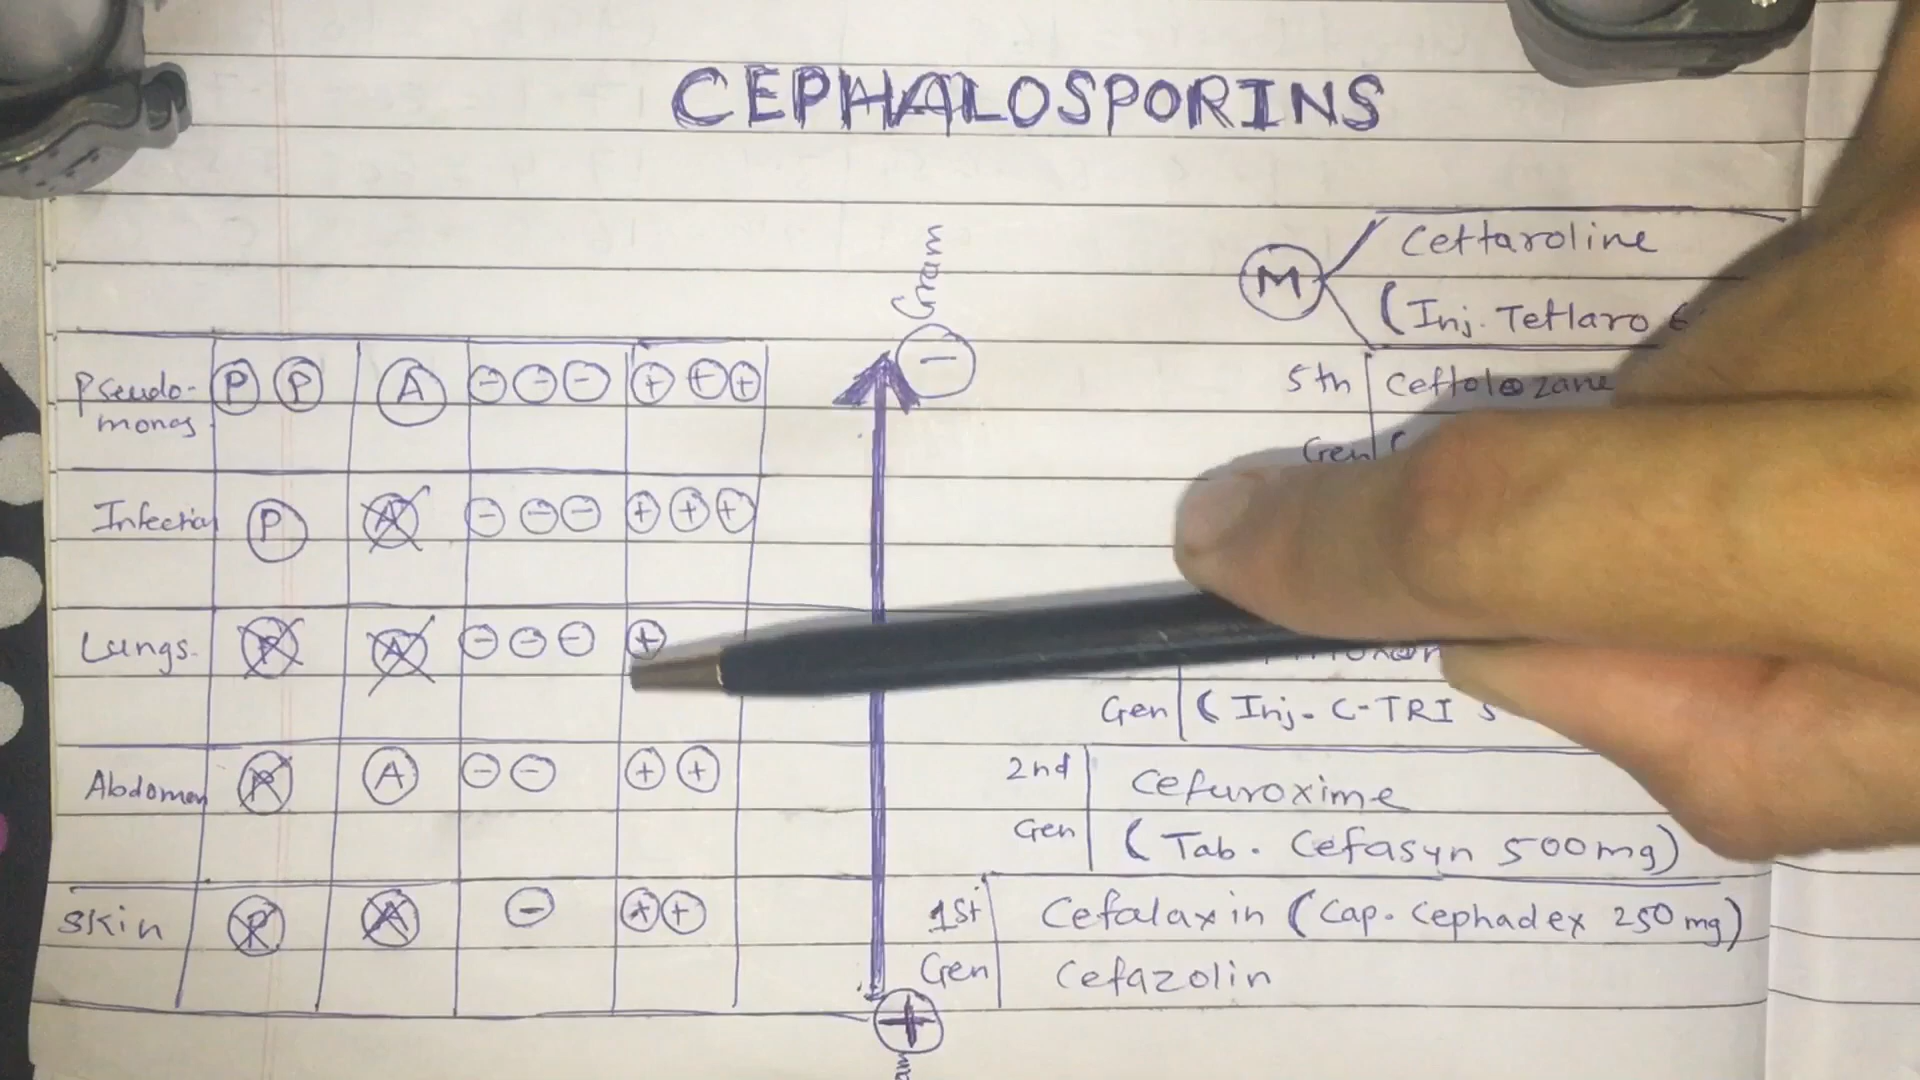 CEPHALOSPORINS
Gram
−
M
Ceftaroline
(Inj. Teflaro 6
Pseudo-
monas
P P
A
− − −
+ + +
5th
Gen
Ceftolozane
(
Infection
P
A
− − −
+ + +
Lungs.
P
A
− − −
+
Gen
(Inj. C-TRI S
Abdomen
P
A
− −
+ +
2nd
Gen
Cefuroxime
(Tab. Cefasyn 500mg)
Skin
P
A
−
+ +
1st
Gen
Cefalaxin (Cap. Cephadex 250 mg)
Cefazolin
+